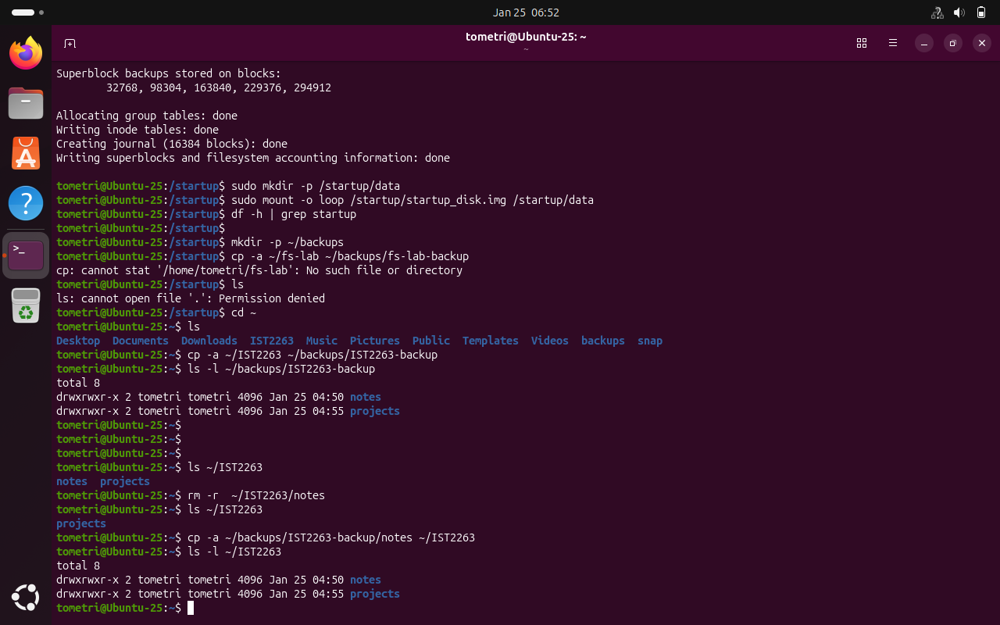 Jan 25 06:52
tometri@Ubuntu-25: ~
~
Superblock backups stored on blocks:
        32768, 98304, 163840, 229376, 294912

Allocating group tables: done
Writing inode tables: done
Creating journal (16384 blocks): done
Writing superblocks and filesystem accounting information: done

tometri@Ubuntu-25:/startup$ sudo mkdir -p /startup/data
tometri@Ubuntu-25:/startup$ sudo mount -o loop /startup/startup_disk.img /startup/data
tometri@Ubuntu-25:/startup$ df -h | grep startup
tometri@Ubuntu-25:/startup$
tometri@Ubuntu-25:/startup$ mkdir -p ~/backups
tometri@Ubuntu-25:/startup$ cp -a ~/fs-lab ~/backups/fs-lab-backup
cp: cannot stat '/home/tometri/fs-lab': No such file or directory
tometri@Ubuntu-25:/startup$ ls
ls: cannot open file '.': Permission denied
tometri@Ubuntu-25:/startup$ cd ~
tometri@Ubuntu-25:~$ ls
Desktop  Documents  Downloads  IST2263  Music  Pictures  Public  Templates  Videos  backups  snap
tometri@Ubuntu-25:~$ cp -a ~/IST2263 ~/backups/IST2263-backup
tometri@Ubuntu-25:~$ ls -l ~/backups/IST2263-backup
total 8
drwxrwxr-x 2 tometri tometri 4096 Jan 25 04:50 notes
drwxrwxr-x 2 tometri tometri 4096 Jan 25 04:55 projects
tometri@Ubuntu-25:~$
tometri@Ubuntu-25:~$
tometri@Ubuntu-25:~$
tometri@Ubuntu-25:~$ ls ~/IST2263
notes  projects
tometri@Ubuntu-25:~$ rm -r  ~/IST2263/notes
tometri@Ubuntu-25:~$ ls ~/IST2263
projects
tometri@Ubuntu-25:~$ cp -a ~/backups/IST2263-backup/notes ~/IST2263
tometri@Ubuntu-25:~$ ls -l ~/IST2263
total 8
drwxrwxr-x 2 tometri tometri 4096 Jan 25 04:50 notes
drwxrwxr-x 2 tometri tometri 4096 Jan 25 04:55 projects
tometri@Ubuntu-25:~$